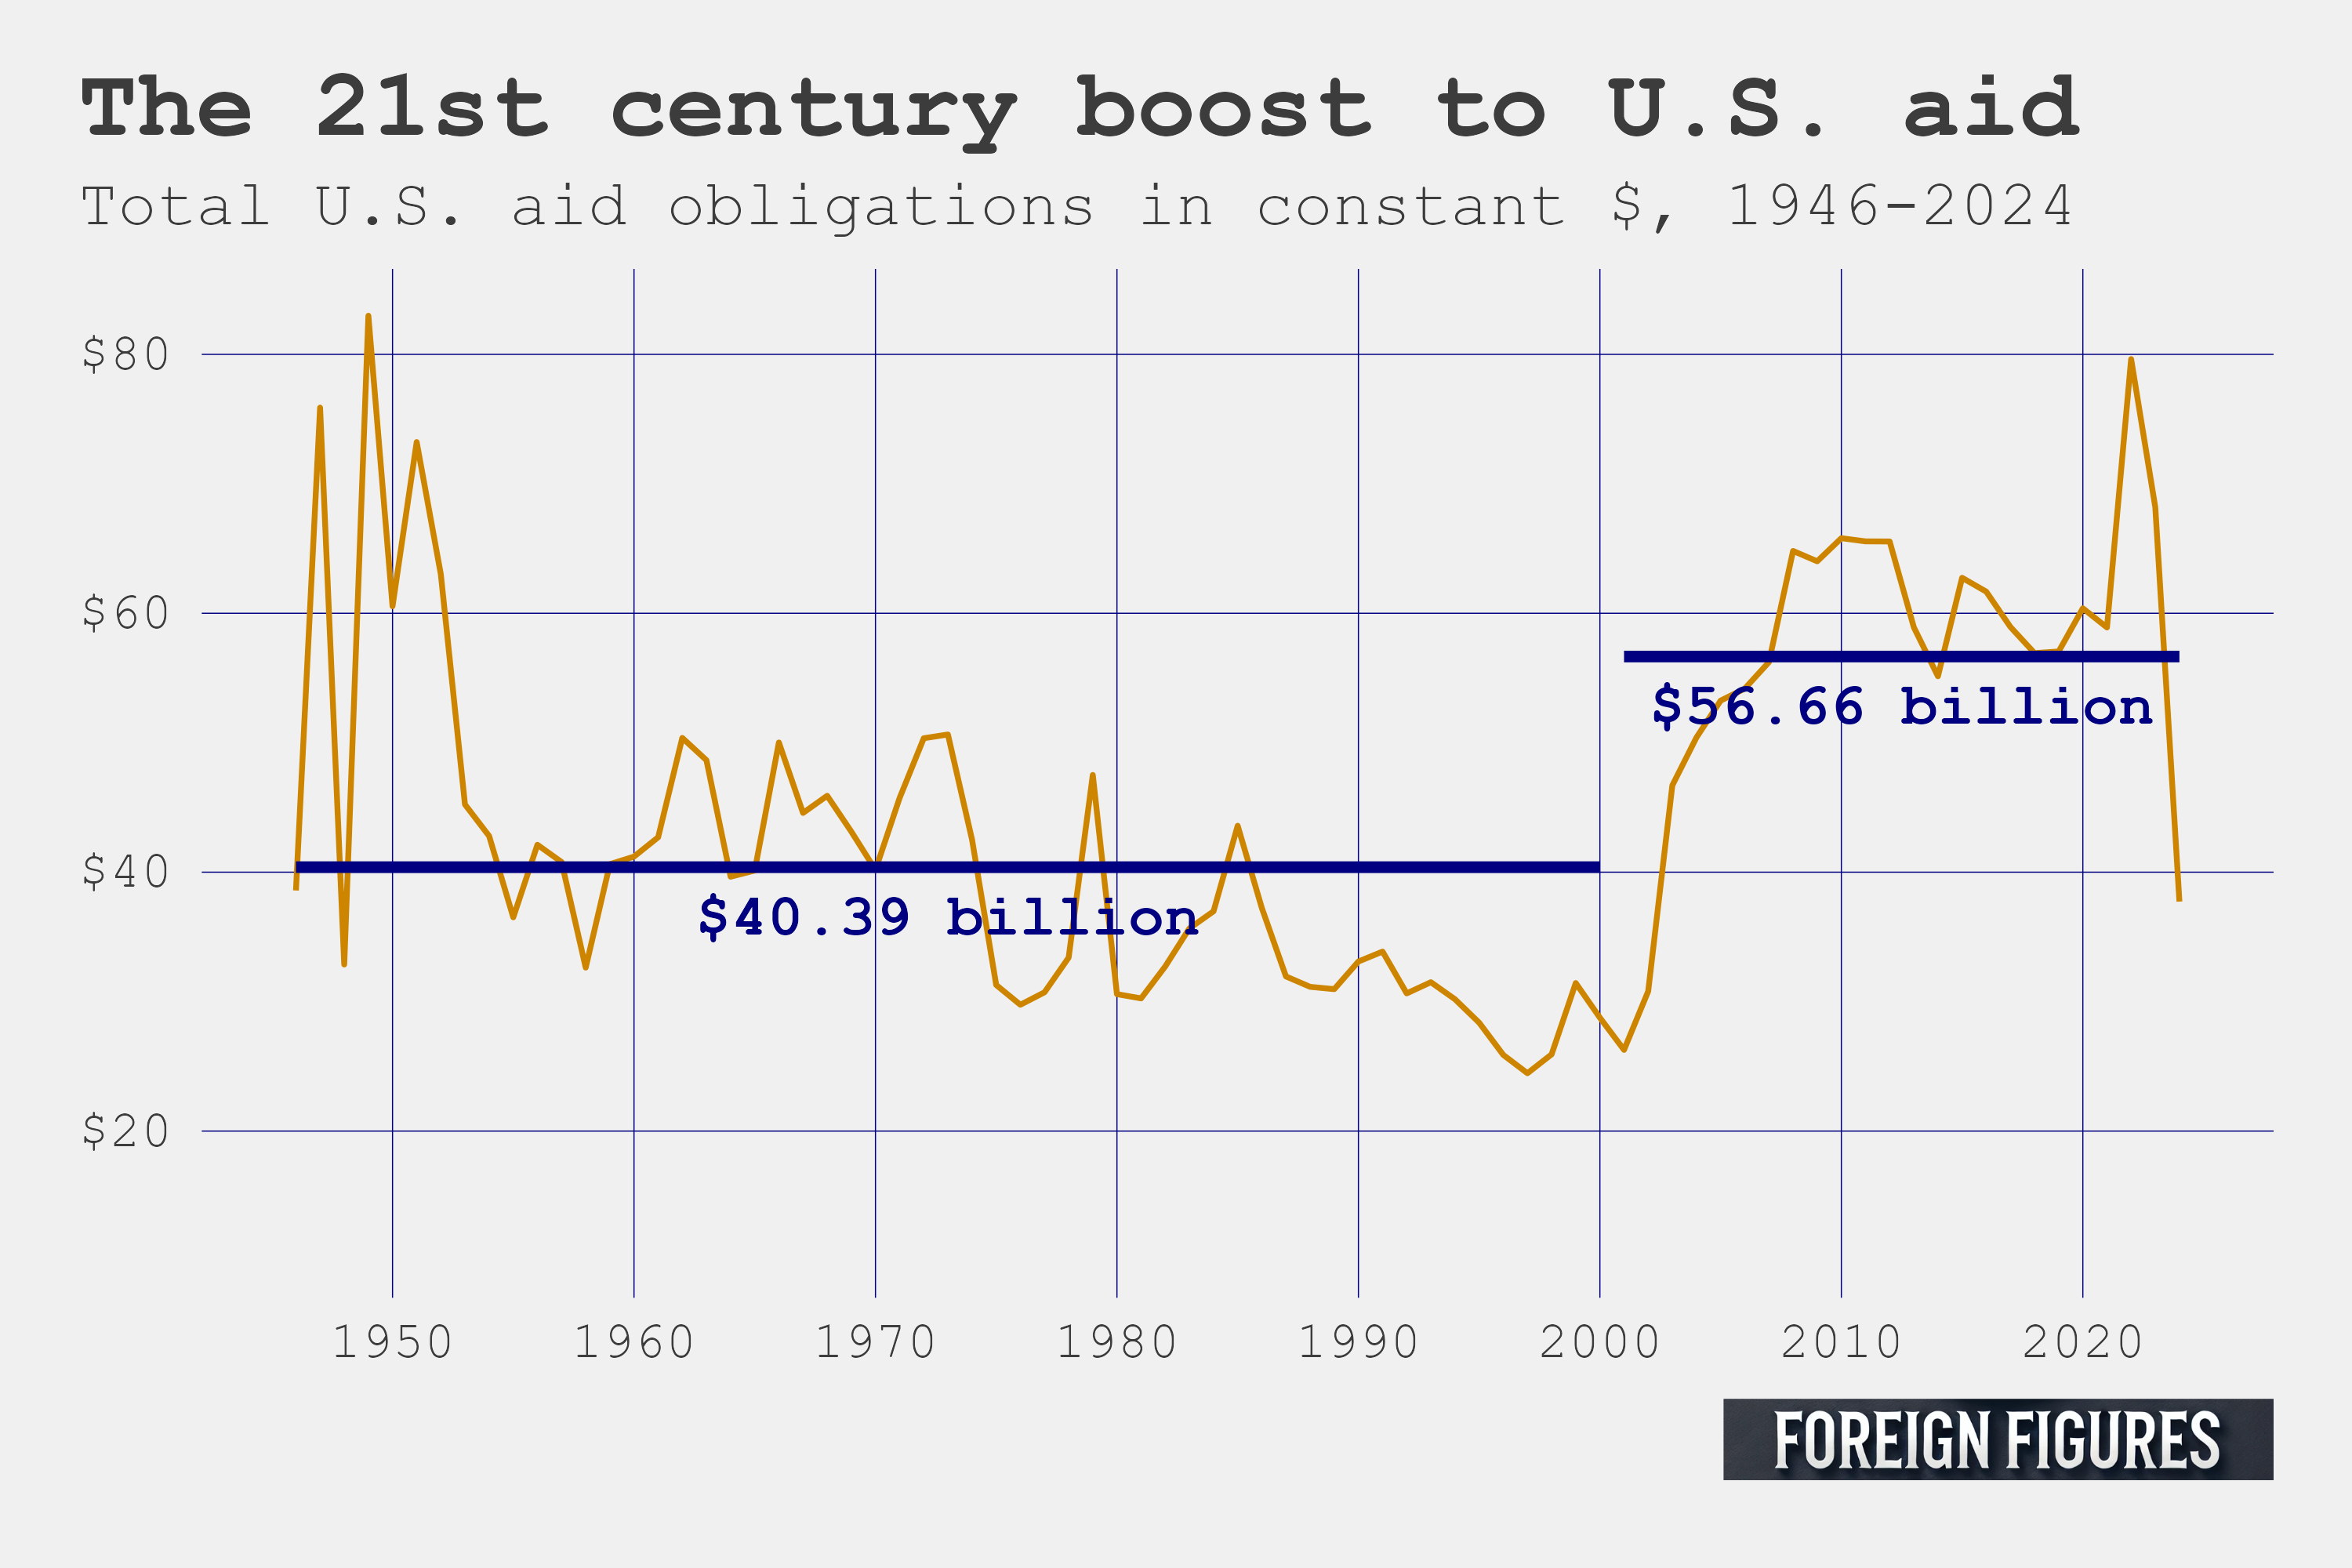 The 21st century boost to U.S. aid
Total U.S. aid obligations in constant $, 1946-2024
$80
$60
$56.66 billion
$40
$40.39 billion
$20
1950 1960 1970 1980 1990 2000 2010 2020
FOREIGN FIGURES